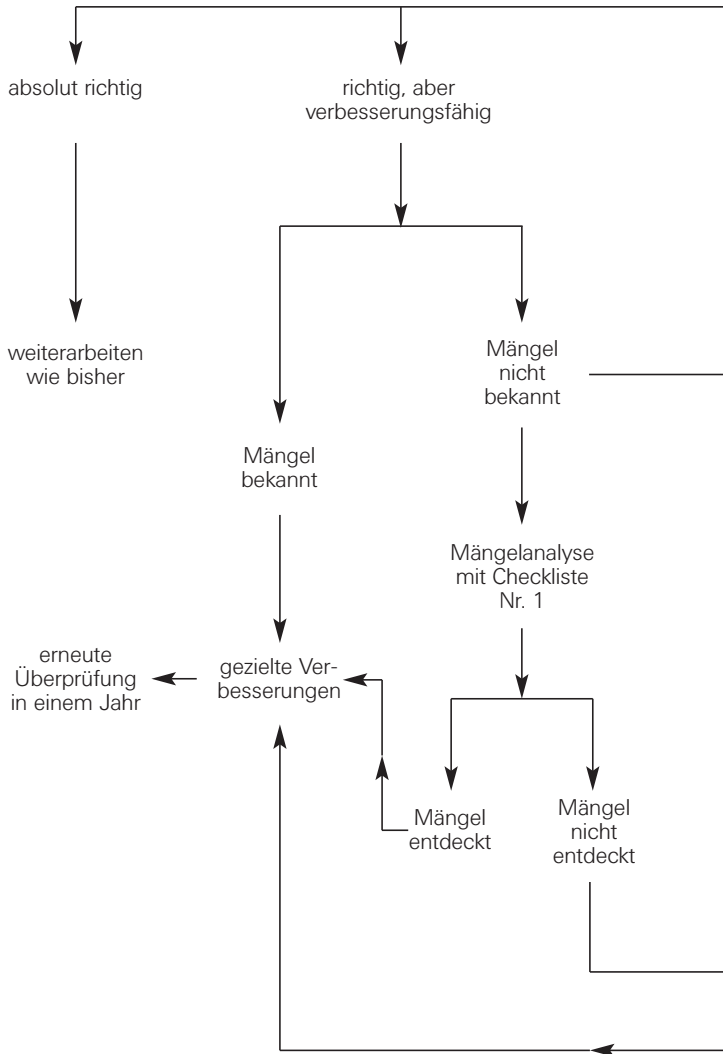 absolut richtig
richtig, aber
verbesserungsfähig
weiterarbeiten
wie bisher
Mängel
nicht
bekannt
Mängel
bekannt
Mängelanalyse
mit Checkliste
Nr. 1
erneute
Überprüfung
in einem Jahr
gezielte Ver-
besserungen
Mängel
entdeckt
Mängel
nicht
entdeckt